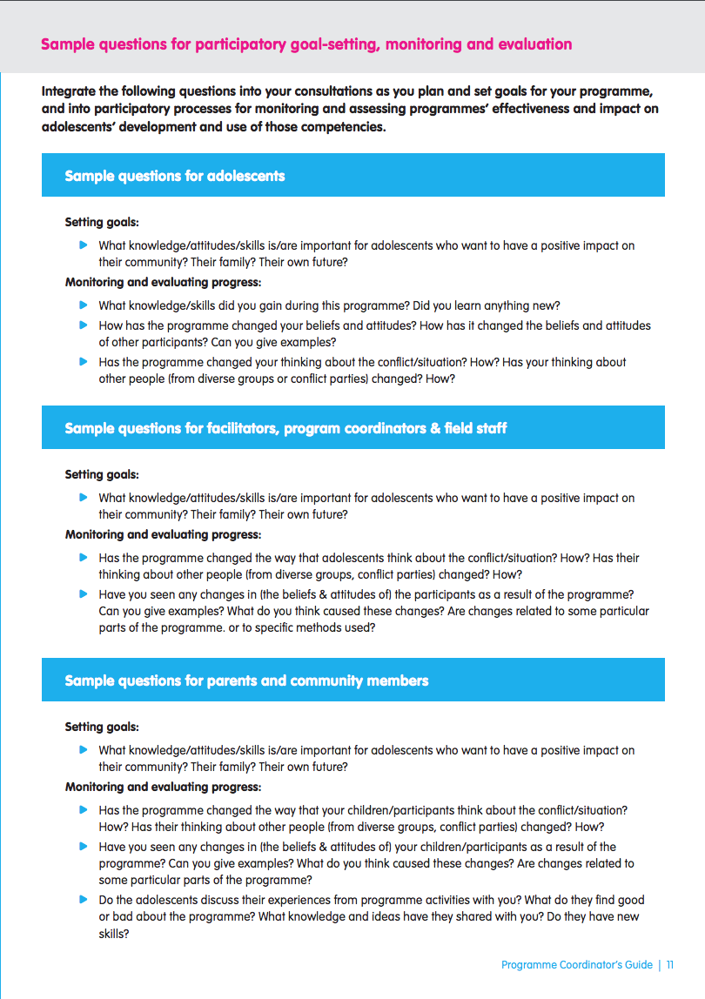 Sample questions for participatory goal-setting, monitoring and evaluation
Integrate the following questions into your consultations as you plan and set goals for your programme,
and into participatory processes for monitoring and assessing programmes’ effectiveness and impact on
adolescents’ development and use of those competencies.
Sample questions for adolescents
Setting goals:
What knowledge/attitudes/skills is/are important for adolescents who want to have a positive impact on
their community? Their family? Their own future?
Monitoring and evaluating progress:
What knowledge/skills did you gain during this programme? Did you learn anything new?
How has the programme changed your beliefs and attitudes? How has it changed the beliefs and attitudes
of other participants? Can you give examples?
Has the programme changed your thinking about the conflict/situation? How? Has your thinking about
other people (from diverse groups or conflict parties) changed? How?
Sample questions for facilitators, program coordinators & field staff
Setting goals:
What knowledge/attitudes/skills is/are important for adolescents who want to have a positive impact on
their community? Their family? Their own future?
Monitoring and evaluating progress:
Has the programme changed the way that adolescents think about the conflict/situation? How? Has their
thinking about other people (from diverse groups, conflict parties) changed? How?
Have you seen any changes in (the beliefs & attitudes of) the participants as a result of the programme?
Can you give examples? What do you think caused these changes? Are changes related to some particular
parts of the programme. or to specific methods used?
Sample questions for parents and community members
Setting goals:
What knowledge/attitudes/skills is/are important for adolescents who want to have a positive impact on
their community? Their family? Their own future?
Monitoring and evaluating progress:
Has the programme changed the way that your children/participants think about the conflict/situation?
How? Has their thinking about other people (from diverse groups, conflict parties) changed? How?
Have you seen any changes in (the beliefs & attitudes of) your children/participants as a result of the
programme? Can you give examples? What do you think caused these changes? Are changes related to
some particular parts of the programme?
Do the adolescents discuss their experiences from programme activities with you? What do they find good
or bad about the programme? What knowledge and ideas have they shared with you? Do they have new
skills?
Programme Coordinator’s Guide | 11